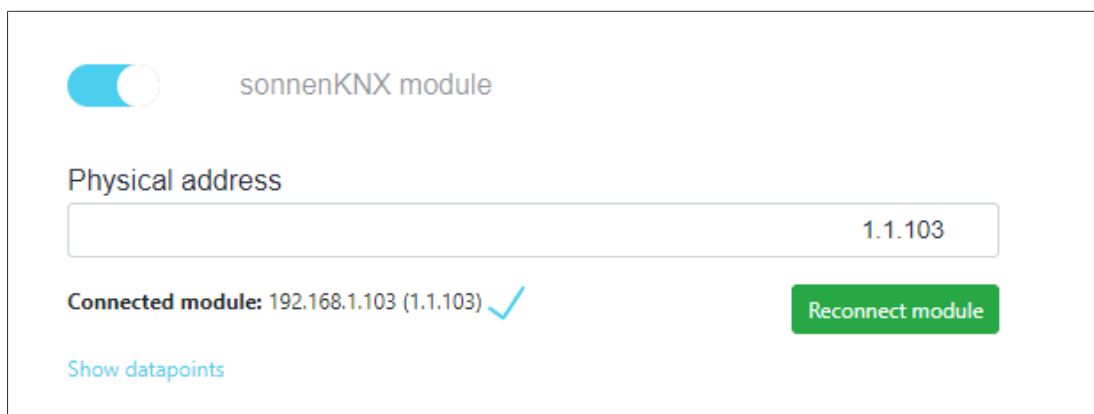 sonnenKNX module
Physical address
1.1.103
Connected module: 192.168.1.103 (1.1.103)
Reconnect module
Show datapoints